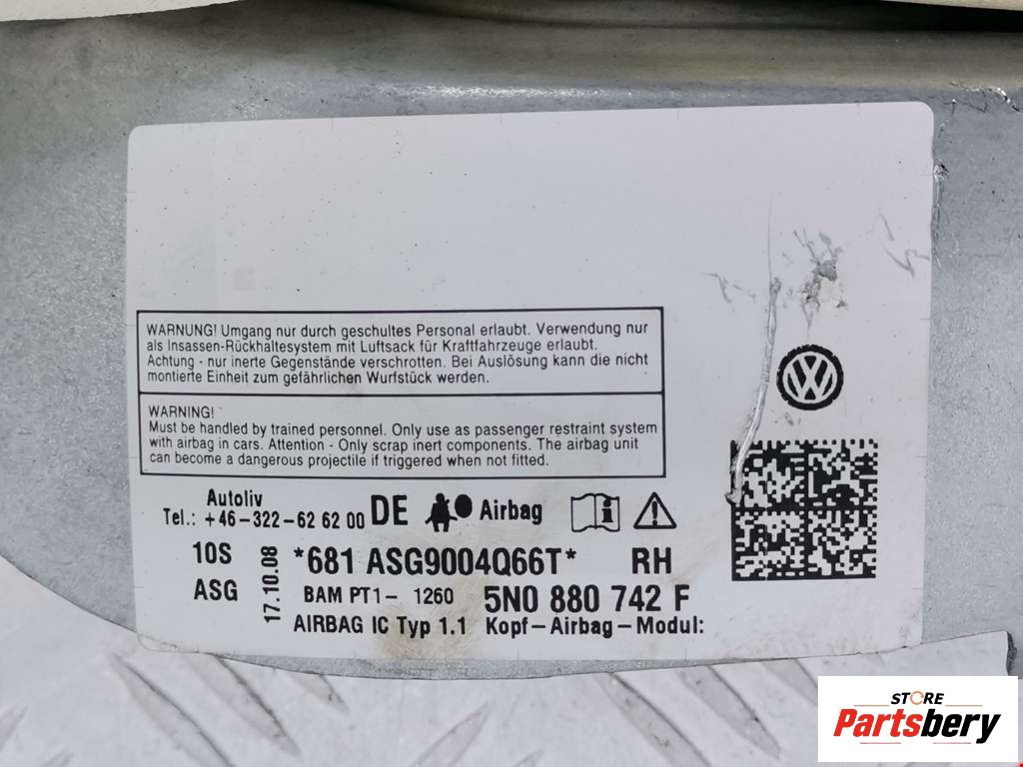 WARNUNG! Umgang nur durch geschultes Personal erlaubt. Verwendung nur
als Insassen-Rückhaltesystem mit Luftsack für Kraftfahrzeuge erlaubt.
Achtung - nur inerte Gegenstände verschrotten. Bei Auslösung kann die nicht
montierte Einheit zum gefährlichen Wurfstück werden.
WARNING!
Must be handled by trained personnel. Only use as passenger restraint system
with airbag in cars. Attention - Only scrap inert components. The airbag unit
can become a dangerous projectile if triggered when not fitted.
Autoliv
Tel.: +46-322-62 62 00 DE Airbag
10S *681 ASG9004Q66T* RH
ASG 17.10.08 BAM PT1- 1260 5N0 880 742 F
AIRBAG IC Typ 1.1 Kopf-Airbag-Modul:
STORE
Partsbery